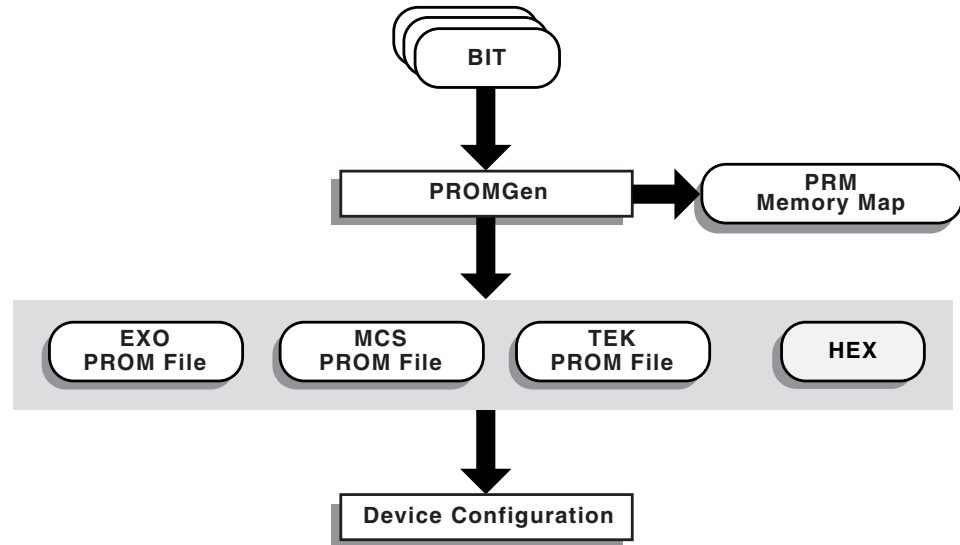 BIT
PROMGen
PRM
Memory Map
EXO
PROM File
MCS
PROM File
TEK
PROM File
HEX
Device Configuration